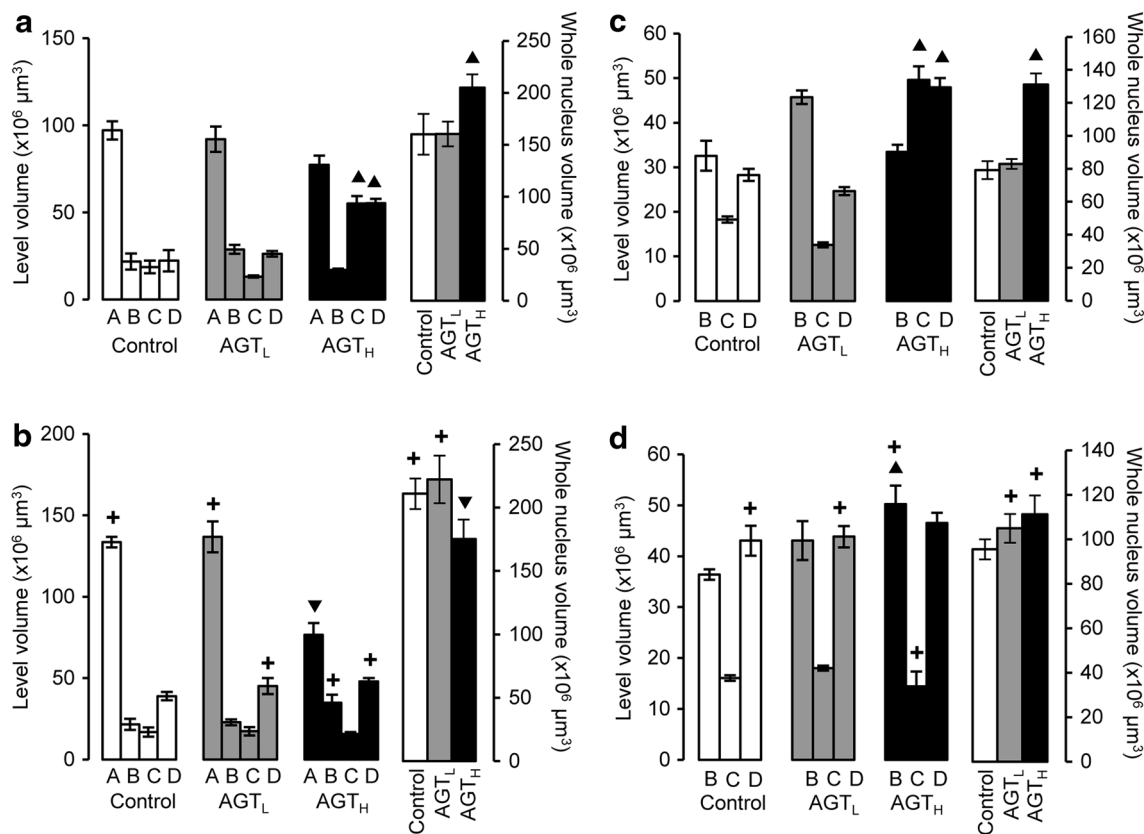 a
Level volume (x10⁶ µm³)
150
100
50
0
A B C D
Control
A B C D
AGT_L
A B C D
AGT_H
Control
AGT_L
AGT_H
250
200
150
100
50
0
Whole nucleus volume (x10⁶ µm³)
c
Level volume (x10⁶ µm³)
60
50
40
30
20
10
0
B C D
Control
B C D
AGT_L
B C D
AGT_H
Control
AGT_L
AGT_H
160
140
120
100
80
60
40
20
0
Whole nucleus volume (x10⁶ µm³)
b
Level volume (x10⁶ µm³)
200
150
100
50
0
+
+
+
+
+
+
+
A B C D
Control
A B C D
AGT_L
A B C D
AGT_H
Control
AGT_L
AGT_H
250
200
150
100
50
0
Whole nucleus volume (x10⁶ µm³)
d
Level volume (x10⁶ µm³)
60
50
40
30
20
10
0
+
+
+
+
+
+
B C D
Control
B C D
AGT_L
B C D
AGT_H
Control
AGT_L
AGT_H
140
120
100
80
60
40
20
0
Whole nucleus volume (x10⁶ µm³)